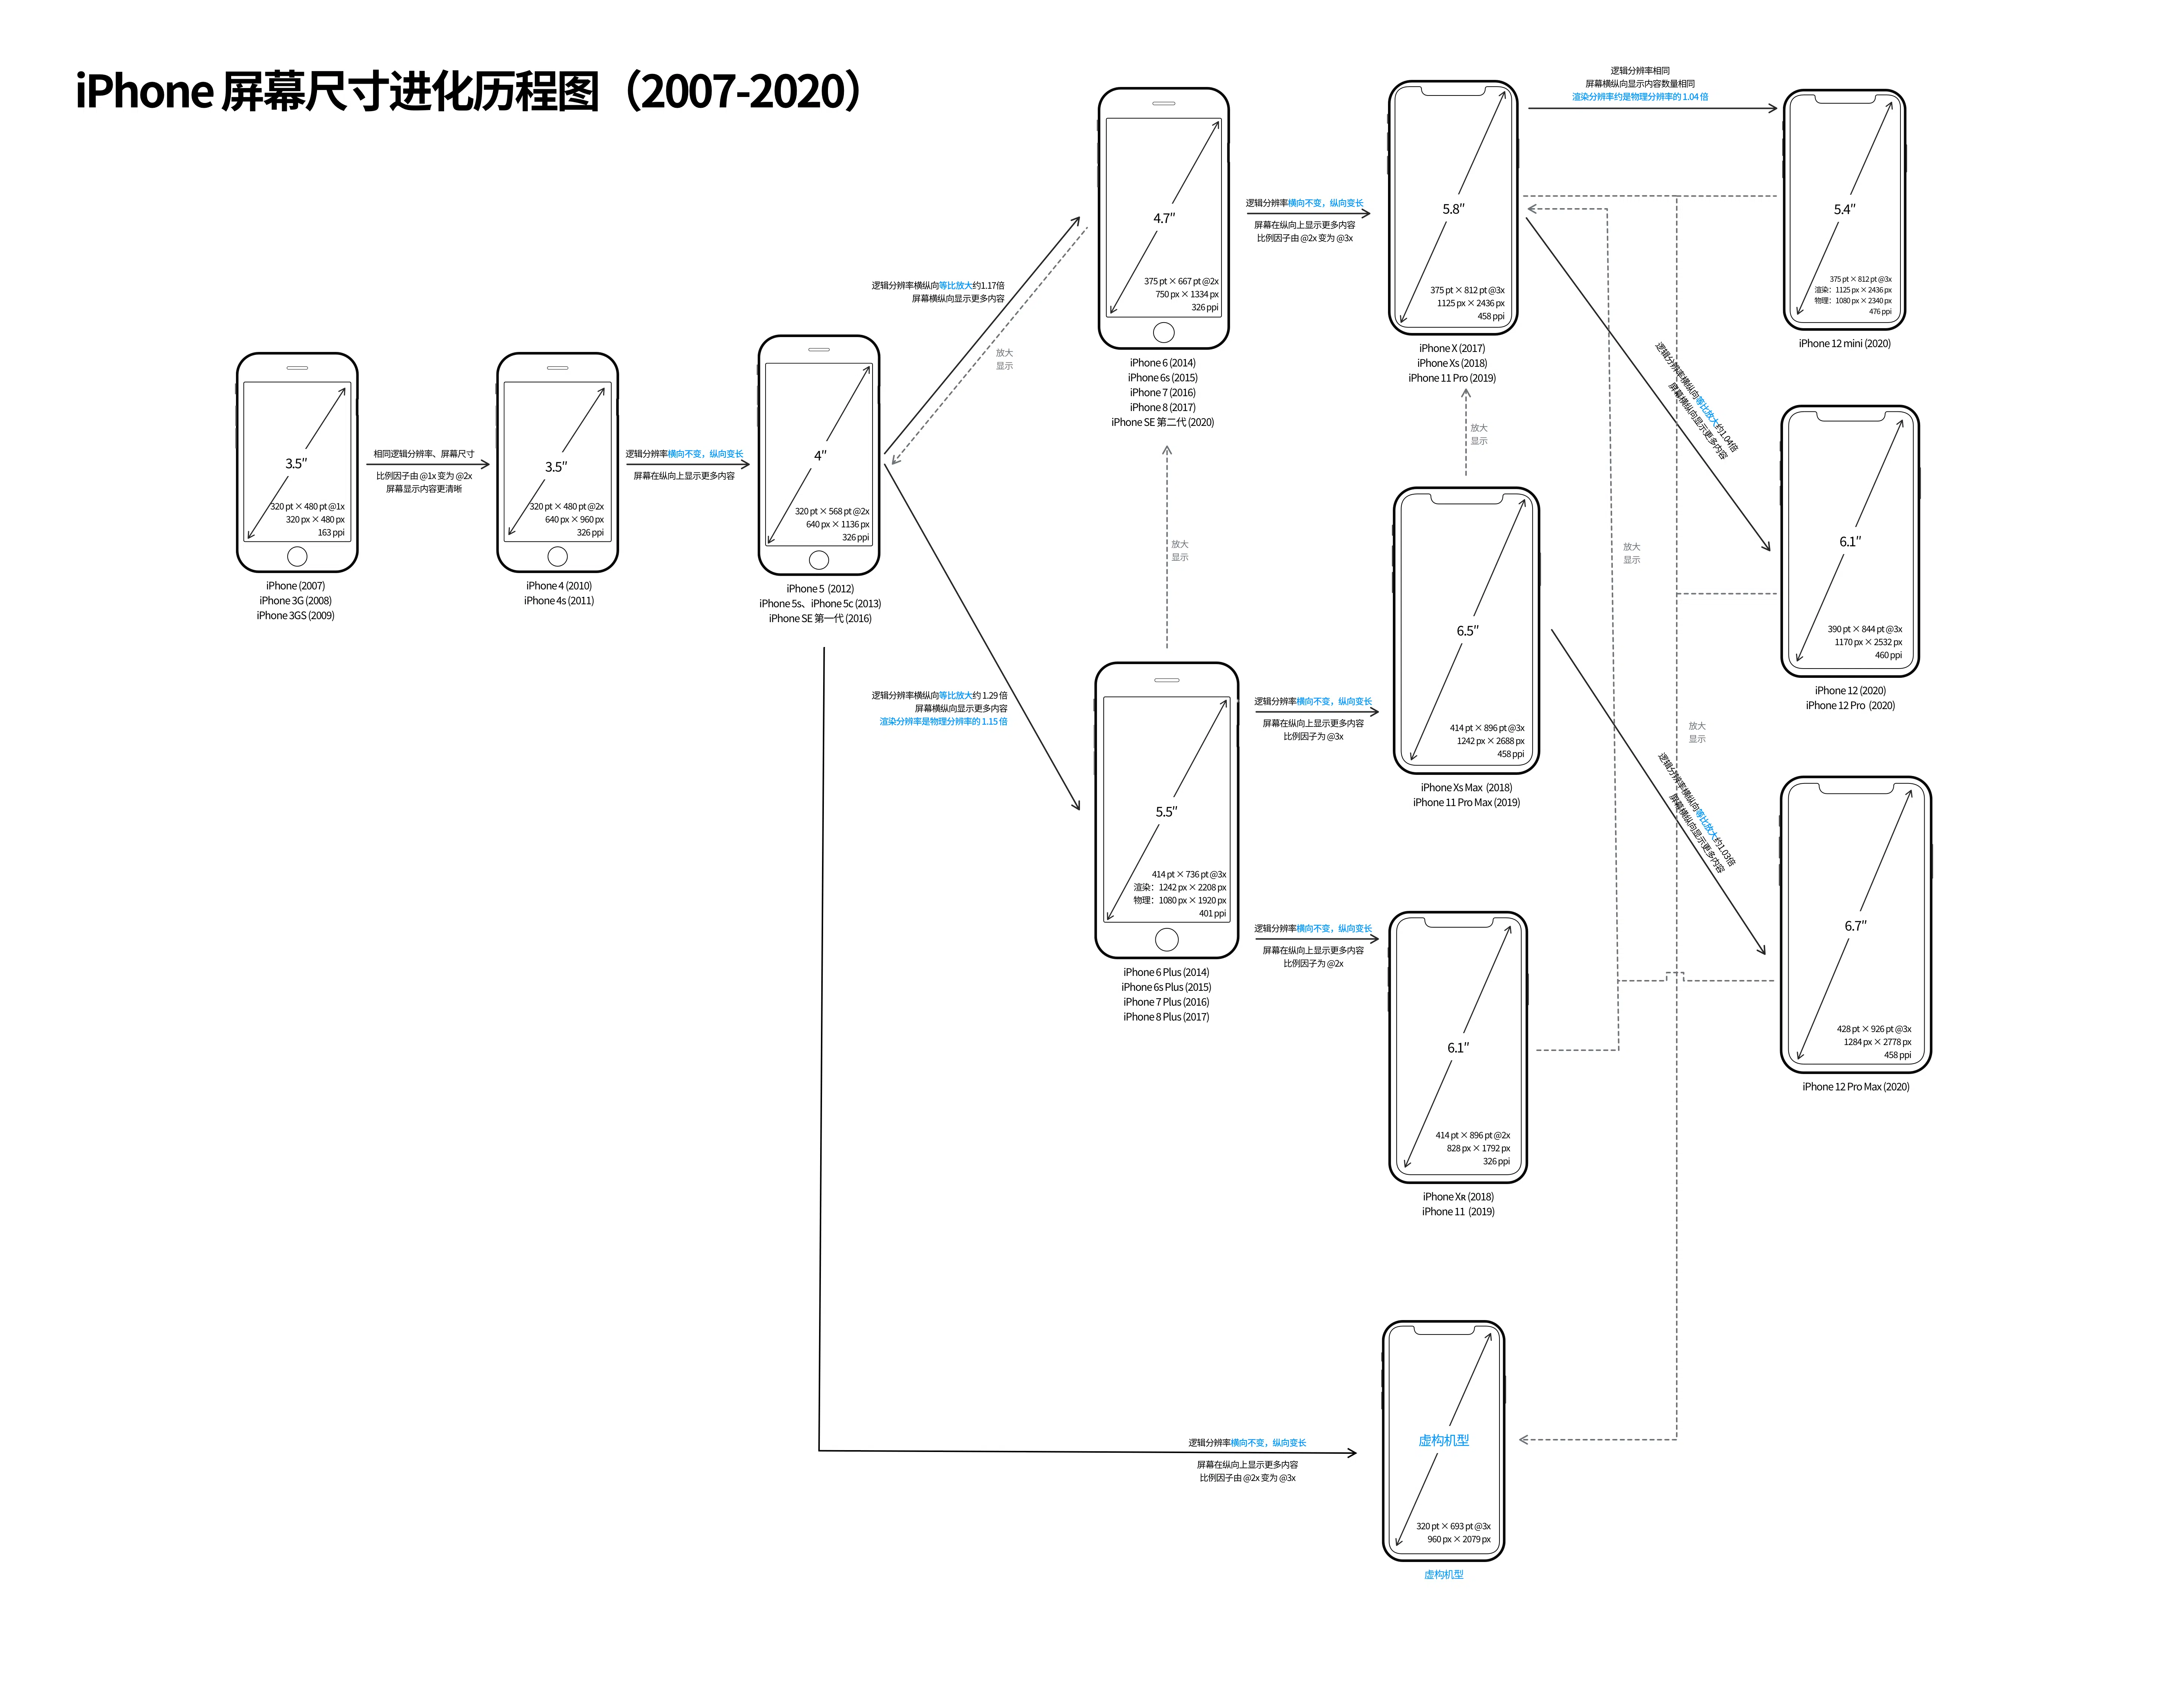 iPhone 屏幕尺寸进化历程图（2007-2020）
3.5″
320 pt × 480 pt @1x
320 px × 480 px
163 ppi
iPhone (2007)
iPhone 3G (2008)
iPhone 3GS (2009)
相同逻辑分辨率、屏幕尺寸
比例因子由 @1x 变为 @2x
屏幕显示内容更清晰
3.5″
320 pt × 480 pt @2x
640 px × 960 px
326 ppi
iPhone 4 (2010)
iPhone 4s (2011)
逻辑分辨率横向不变，纵向变长
屏幕在纵向上显示更多内容
4″
320 pt × 568 pt @2x
640 px × 1136 px
326 ppi
iPhone 5 (2012)
iPhone 5s、iPhone 5c (2013)
iPhone SE 第一代 (2016)
逻辑分辨率横纵向等比放大约1.17倍
屏幕横纵向显示更多内容
放大
显示
逻辑分辨率横纵向等比放大约 1.29 倍
屏幕横纵向显示更多内容
渲染分辨率是物理分辨率的 1.15 倍
4.7″
375 pt × 667 pt @2x
750 px × 1334 px
326 ppi
iPhone 6 (2014)
iPhone 6s (2015)
iPhone 7 (2016)
iPhone 8 (2017)
iPhone SE 第二代 (2020)
放大
显示
5.5″
414 pt × 736 pt @3x
渲染：1242 px × 2208 px
物理：1080 px × 1920 px
401 ppi
iPhone 6 Plus (2014)
iPhone 6s Plus (2015)
iPhone 7 Plus (2016)
iPhone 8 Plus (2017)
逻辑分辨率横向不变，纵向变长
屏幕在纵向上显示更多内容
比例因子由 @2x 变为 @3x
逻辑分辨率横向不变，纵向变长
屏幕在纵向上显示更多内容
比例因子为 @3x
逻辑分辨率横向不变，纵向变长
屏幕在纵向上显示更多内容
比例因子为 @2x
逻辑分辨率横向不变，纵向变长
屏幕在纵向上显示更多内容
比例因子由 @2x 变为 @3x
5.8″
375 pt × 812 pt @3x
1125 px × 2436 px
458 ppi
iPhone X (2017)
iPhone Xs (2018)
iPhone 11 Pro (2019)
放大
显示
6.5″
414 pt × 896 pt @3x
1242 px × 2688 px
458 ppi
iPhone Xs Max (2018)
iPhone 11 Pro Max (2019)
6.1″
414 pt × 896 pt @2x
828 px × 1792 px
326 ppi
iPhone Xʀ (2018)
iPhone 11 (2019)
虚构机型
320 pt × 693 pt @3x
960 px × 2079 px
虚构机型
逻辑分辨率相同
屏幕横纵向显示内容数量相同
渲染分辨率约是物理分辨率的 1.04 倍
逻辑分辨率横纵向等比放大约1.04倍
屏幕横纵向显示更多内容
放大
显示
放大
显示
逻辑分辨率横纵向等比放大约1.03倍
屏幕横纵向显示更多内容
5.4″
375 pt × 812 pt @3x
渲染：1125 px × 2436 px
物理：1080 px × 2340 px
476 ppi
iPhone 12 mini (2020)
6.1″
390 pt × 844 pt @3x
1170 px × 2532 px
460 ppi
iPhone 12 (2020)
iPhone 12 Pro (2020)
6.7″
428 pt × 926 pt @3x
1284 px × 2778 px
458 ppi
iPhone 12 Pro Max (2020)